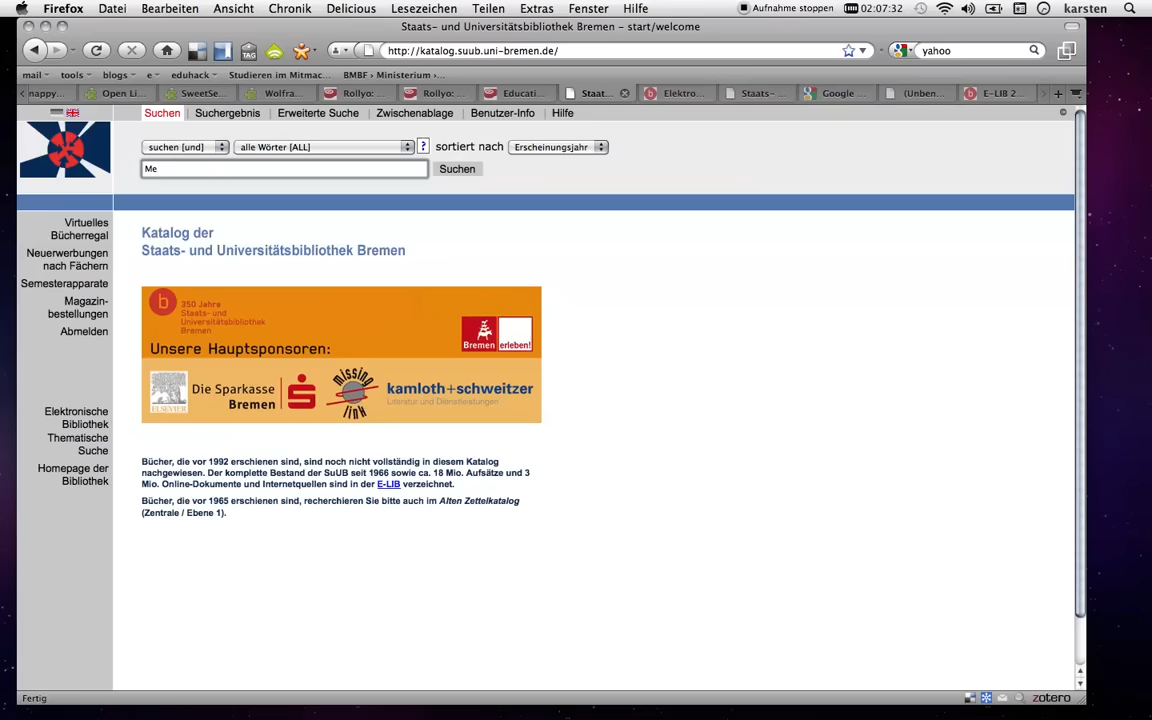 Firefox Datei Bearbeiten Ansicht Chronik Delicious Lesezeichen Teilen Extras Fenster Hilfe Aufnahme stoppen 02:07:32 karsten
Staats- und Universitätsbibliothek Bremen – start/welcome
http://katalog.suub.uni-bremen.de/ yahoo
mail tools blogs e eduhack Studieren im Mitmac... BMBF › Ministerium ›...
nappy... Open Li... SweetSe... Wolfra... Rollyo: ... Rollyo: ... Educati... Staat... Elektro... Staats- ... Google ... (Unben... E-LIB 2...
Suchen Suchergebnis Erweiterte Suche Zwischenablage Benutzer-Info Hilfe
suchen [und] alle Wörter [ALL] ? sortiert nach Erscheinungsjahr
Me Suchen
Virtuelles
Bücherregal
Neuerwerbungen
nach Fächern
Semesterapparate
Magazin-
bestellungen
Abmelden
Elektronische
Bibliothek
Thematische
Suche
Homepage der
Bibliothek
Katalog der
Staats- und Universitätsbibliothek Bremen
b
350 Jahre
Staats- und
Universitätsbibliothek
Bremen
Unsere Hauptsponsoren:
Bremen erleben!
ELSEVIER
Die Sparkasse
Bremen
missing
link
kamloth+schweitzer
Literatur und Dienstleistungen
Bücher, die vor 1992 erschienen sind, sind noch nicht vollständig in diesem Katalog
nachgewiesen. Der komplette Bestand der SuUB seit 1966 sowie ca. 18 Mio. Aufsätze und 3
Mio. Online-Dokumente und Internetquellen sind in der E-LIB verzeichnet.
Bücher, die vor 1965 erschienen sind, recherchieren Sie bitte auch im Alten Zettelkatalog
(Zentrale / Ebene 1).
Fertig zotero